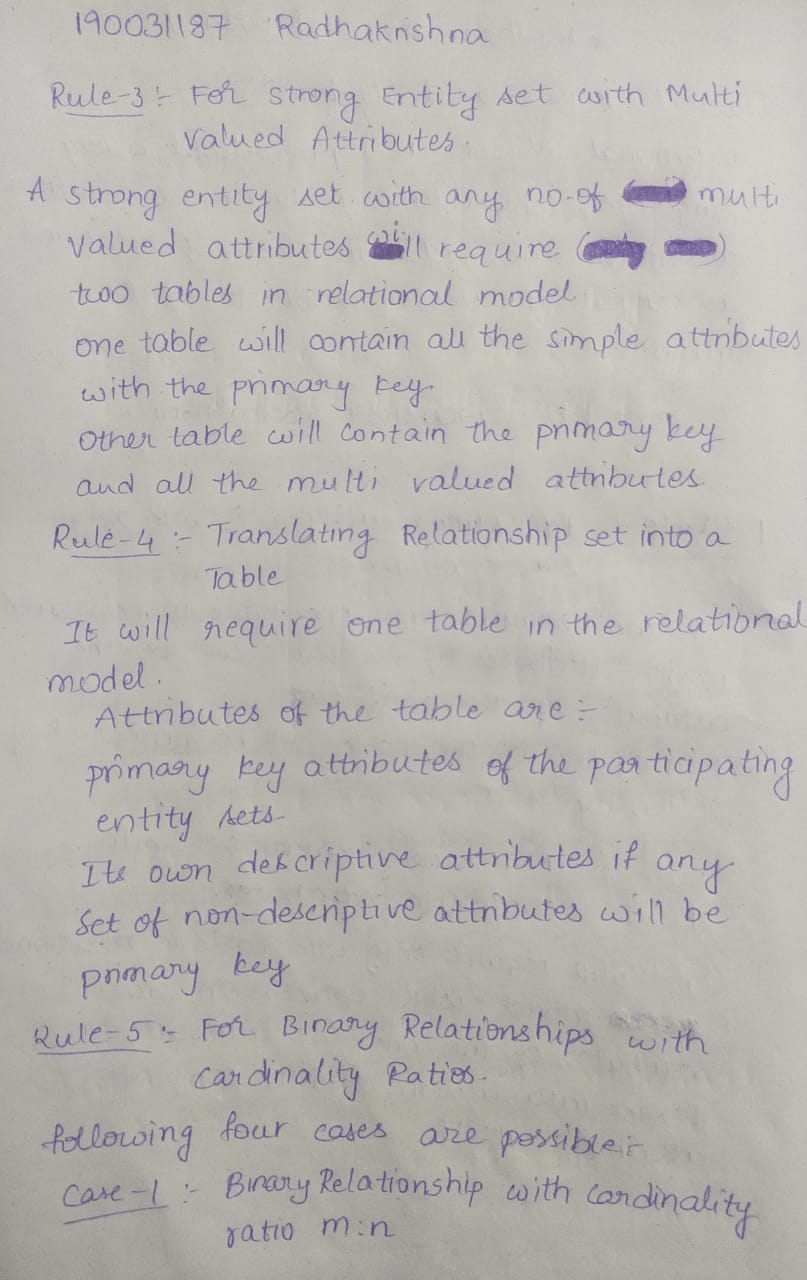 190031187 Radhakrishna
Rule-3 :- For strong Entity set with Multi
Valued Attributes.
A strong entity set with any no-of multi
valued attributes will require
two tables in relational model
one table will contain all the simple attributes
with the primary key.
Other table will contain the primary key
and all the multi valued attributes
Rule-4 :- Translating Relationship set into a
Table
It will require one table in the relational
model.
Attributes of the table are :-
primary key attributes of the participating
entity sets-
Its own descriptive attributes if any
Set of non-descriptive attributes will be
primary key
Rule-5 :- For Binary Relationships with
Cardinality Ratios.
following four cases are possible:-
Case-1 :- Binary Relationship with Cardinality
ratio m:n